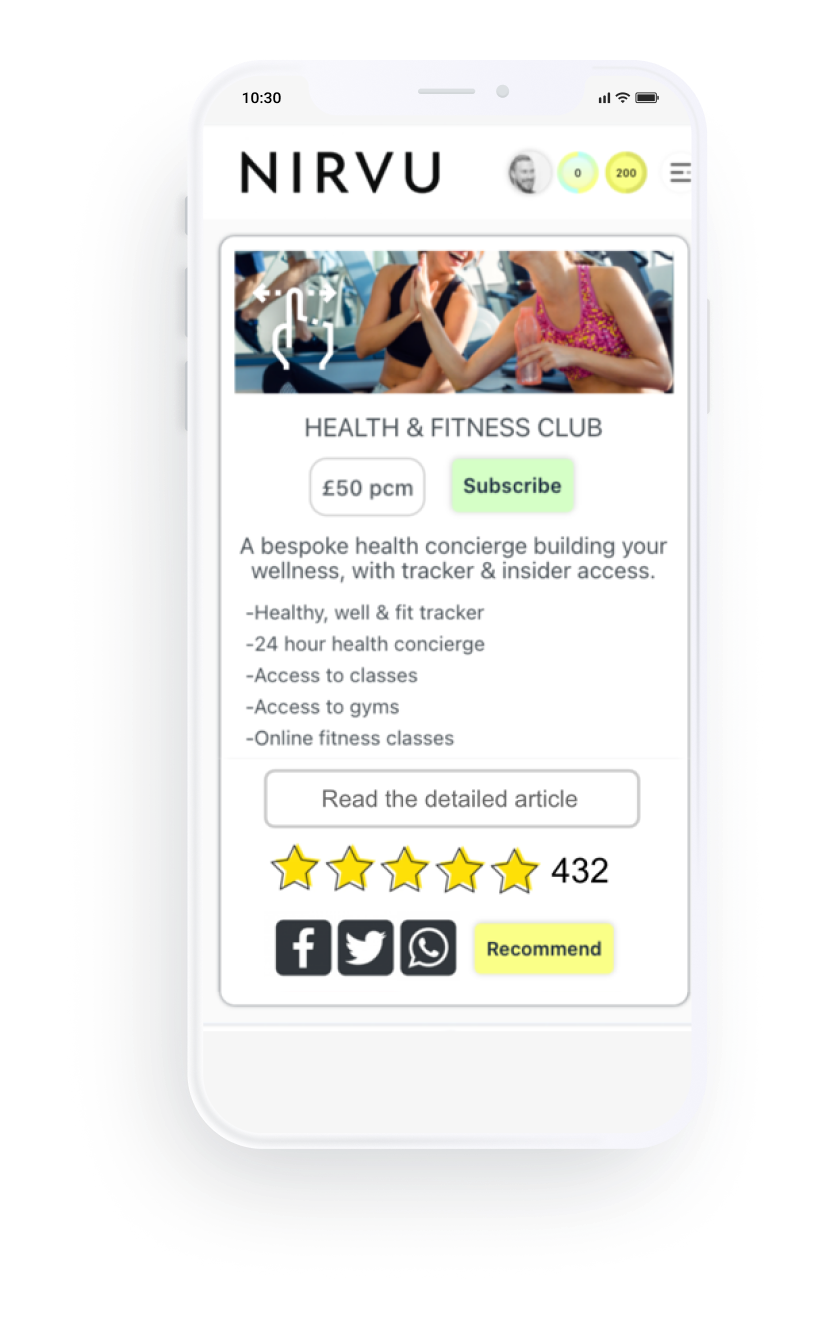 10:30
NIRVU
0
200
HEALTH & FITNESS CLUB
£50 pcm
Subscribe
A bespoke health concierge building your
wellness, with tracker & insider access.
-Healthy, well & fit tracker
-24 hour health concierge
-Access to classes
-Access to gyms
-Online fitness classes
Read the detailed article
432
Recommend